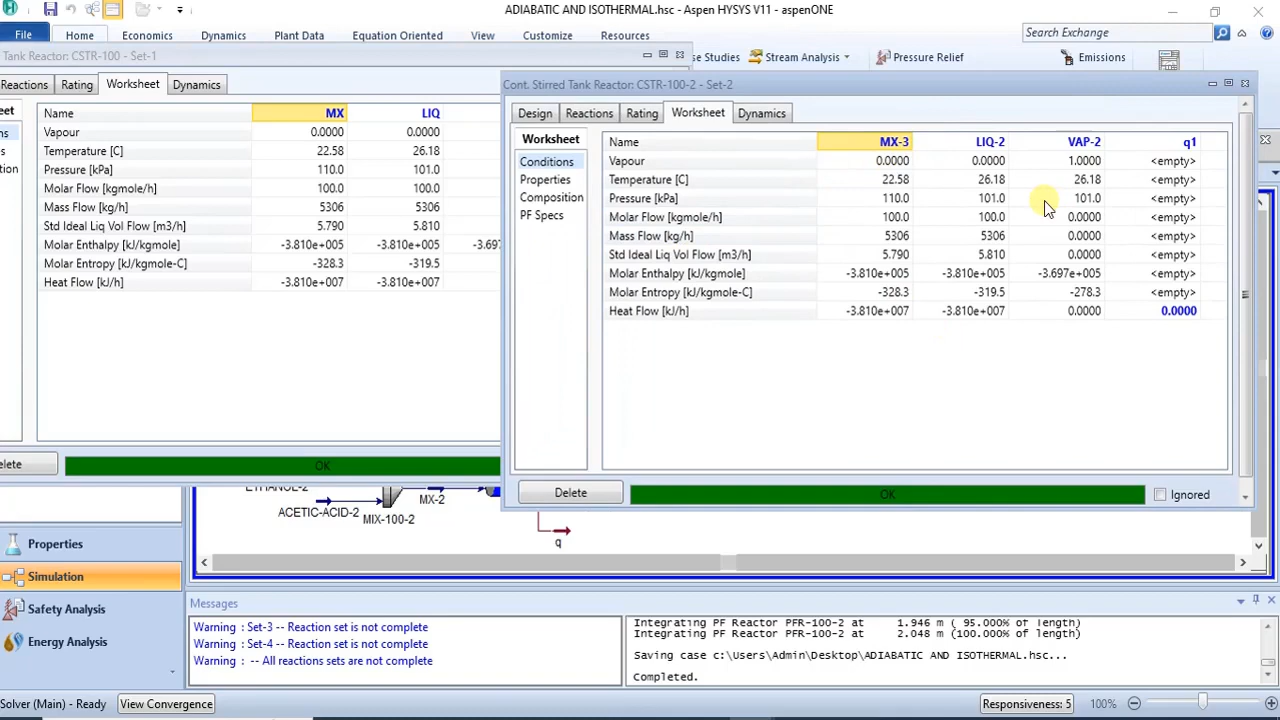 ADIABATIC AND ISOTHERMAL.hsc - Aspen HYSYS V11 - aspenONE
File Home Economics Dynamics Plant Data Equation Oriented View Customize Resources Search Exchange
Tank Reactor: CSTR-100 - Set-1
se Studies Stream Analysis Pressure Relief Emissions
Reactions Rating Worksheet Dynamics
Name MX LIQ
Vapour 0.0000 0.0000
Temperature [C] 22.58 26.18
Pressure [kPa] 110.0 101.0
Molar Flow [kgmole/h] 100.0 100.0
Mass Flow [kg/h] 5306 5306
Std Ideal Liq Vol Flow [m3/h] 5.790 5.810
Molar Enthalpy [kJ/kgmole] -3.810e+005 -3.810e+005 -3.697
Molar Entropy [kJ/kgmole-C] -328.3 -319.5
Heat Flow [kJ/h] -3.810e+007 -3.810e+007
elete OK
Cont. Stirred Tank Reactor: CSTR-100-2 - Set-2
Design Reactions Rating Worksheet Dynamics
Worksheet
Conditions
Properties
Composition
PF Specs
Name MX-3 LIQ-2 VAP-2 q1
Vapour 0.0000 0.0000 1.0000 <empty>
Temperature [C] 22.58 26.18 26.18 <empty>
Pressure [kPa] 110.0 101.0 101.0 <empty>
Molar Flow [kgmole/h] 100.0 100.0 0.0000 <empty>
Mass Flow [kg/h] 5306 5306 0.0000 <empty>
Std Ideal Liq Vol Flow [m3/h] 5.790 5.810 0.0000 <empty>
Molar Enthalpy [kJ/kgmole] -3.810e+005 -3.810e+005 -3.697e+005 <empty>
Molar Entropy [kJ/kgmole-C] -328.3 -319.5 -278.3 <empty>
Heat Flow [kJ/h] -3.810e+007 -3.810e+007 0.0000 0.0000
Delete OK Ignored
ETHANOL-2
ACETIC-ACID-2
MIX-100-2
MX-2
q
Properties
Simulation
Safety Analysis
Energy Analysis
Messages
Warning : Set-3 -- Reaction set is not complete
Warning : Set-4 -- Reaction set is not complete
Warning : -- All reactions sets are not complete
Integrating PF Reactor PFR-100-2 at 1.946 m ( 95.000% of length)
Integrating PF Reactor PFR-100-2 at 2.048 m (100.000% of length)
Saving case c:\Users\Admin\Desktop\ADIABATIC AND ISOTHERMAL.hsc...
Completed.
Solver (Main) - Ready View Convergence Responsiveness: 5 100%